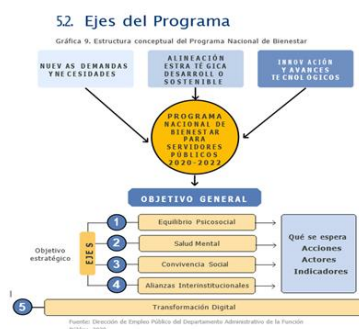 5.2. Ejes del Programa
Gráfica 9. Estructura conceptual del Programa Nacional de Bienestar
NUEVAS DEMANDAS
Y NECESIDADES
ALINEACIÓN
ESTRATÉGICA
DESARROLLO
SOSTENIBLE
INNOVACIÓN
Y AVANCES
TECNOLÓGICOS
PROGRAMA
NACIONAL DE
BIENESTAR
PARA
SERVIDORES
PÚBLICOS
2020-2022
OBJETIVO GENERAL
Objetivo
estratégico
EJES
1 Equilibrio Psicosocial
2 Salud Mental
3 Convivencia Social
4 Alianzas Interinstitucionales
Qué se espera
Acciones
Actores
Indicadores
5 Transformación Digital
Fuente: Dirección de Empleo Público del Departamento Administrativo de la Función